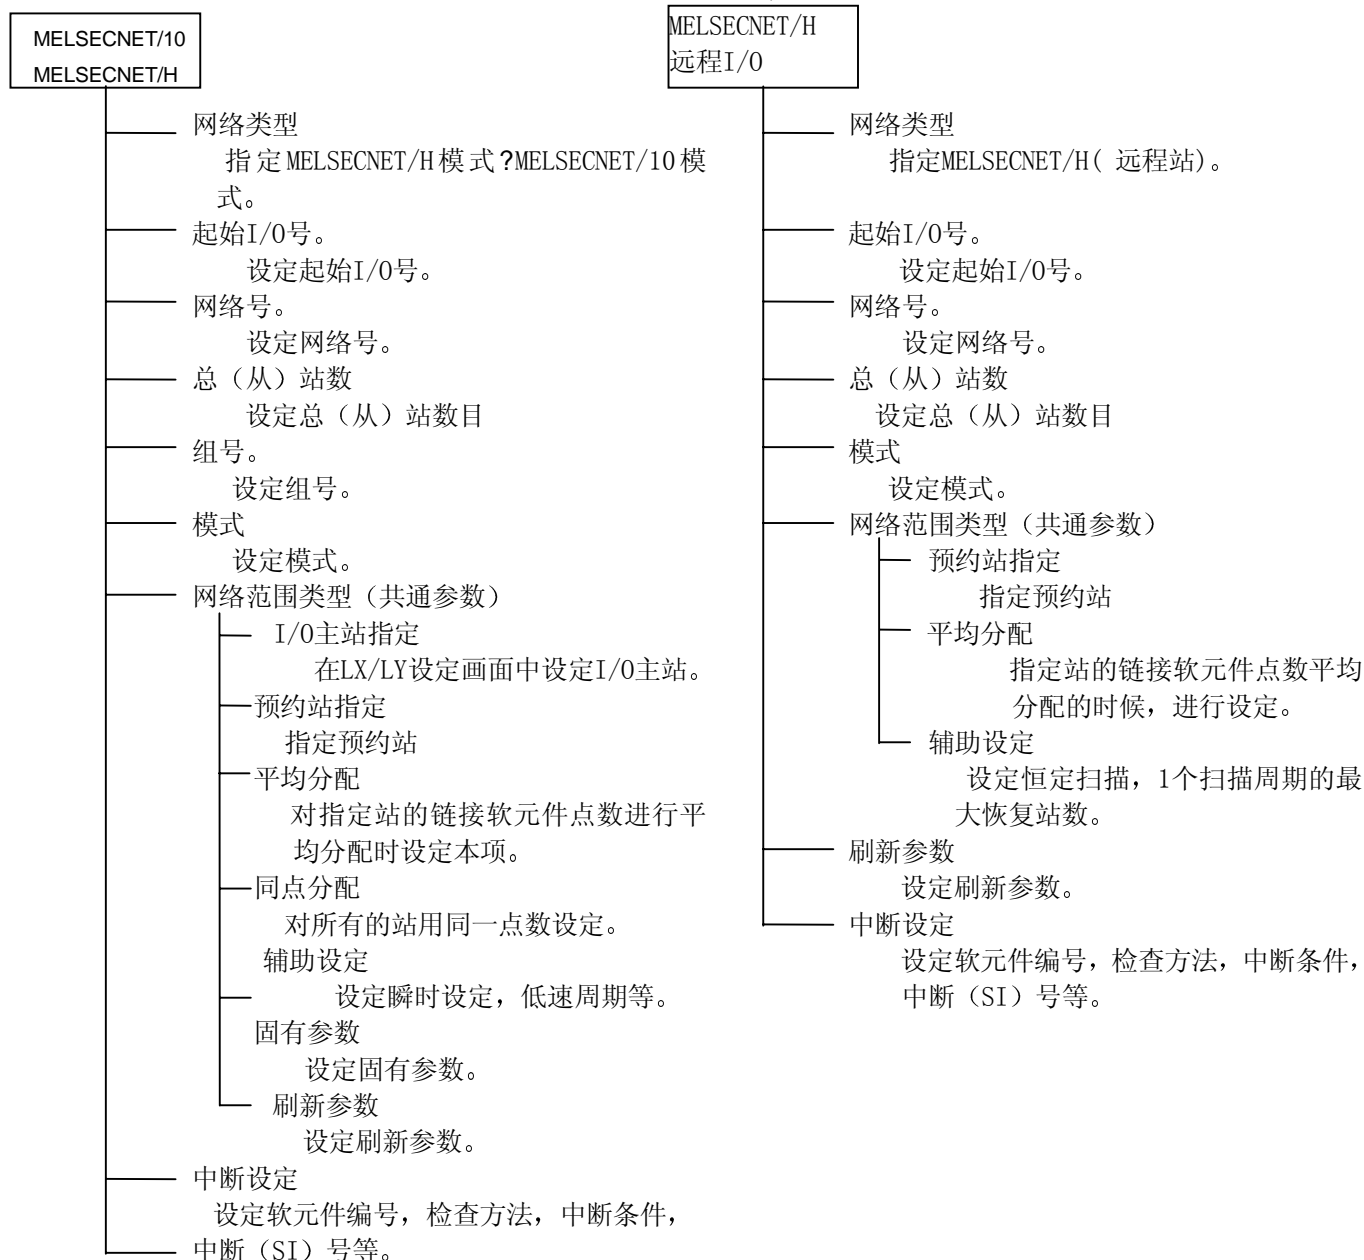 MELSECNET/10
MELSECNET/H
网络类型
指定MELSECNET/H模式?MELSECNET/10模
式。
起始I/0号。
设定起始I/0号。
网络号。
设定网络号。
总（从）站数
设定总（从）站数目
组号。
设定组号。
模式
设定模式。
网络范围类型（共通参数）
I/0主站指定
在LX/LY设定画面中设定I/0主站。
预约站指定
指定预约站
平均分配
对指定站的链接软元件点数进行平
均分配时设定本项。
同点分配
对所有的站用同一点数设定。
辅助设定
设定瞬时设定，低速周期等。
固有参数
设定固有参数。
刷新参数
设定刷新参数。
中断设定
设定软元件编号，检查方法，中断条件，
中断（SI）号等。
MELSECNET/H
远程I/0
网络类型
指定MELSECNET/H( 远程站)。
起始I/0号。
设定起始I/0号。
网络号。
设定网络号。
总（从）站数
设定总（从）站数目
模式
设定模式。
网络范围类型（共通参数）
预约站指定
指定预约站
平均分配
指定站的链接软元件点数平均
分配的时候，进行设定。
辅助设定
设定恒定扫描，1个扫描周期的最
大恢复站数。
刷新参数
设定刷新参数。
中断设定
设定软元件编号，检查方法，中断条件，
中断（SI）号等。